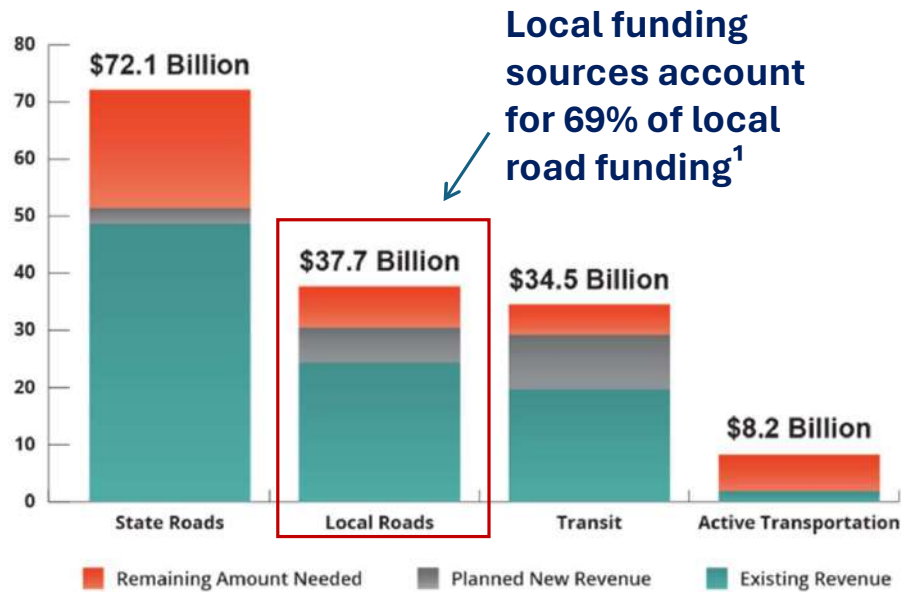 Local funding
sources account
for 69% of local
road funding¹
80
70
60
50
40
30
20
10
0
$72.1 Billion
$37.7 Billion
$34.5 Billion
$8.2 Billion
State Roads
Local Roads
Transit
Active Transportation
Remaining Amount Needed
Planned New Revenue
Existing Revenue